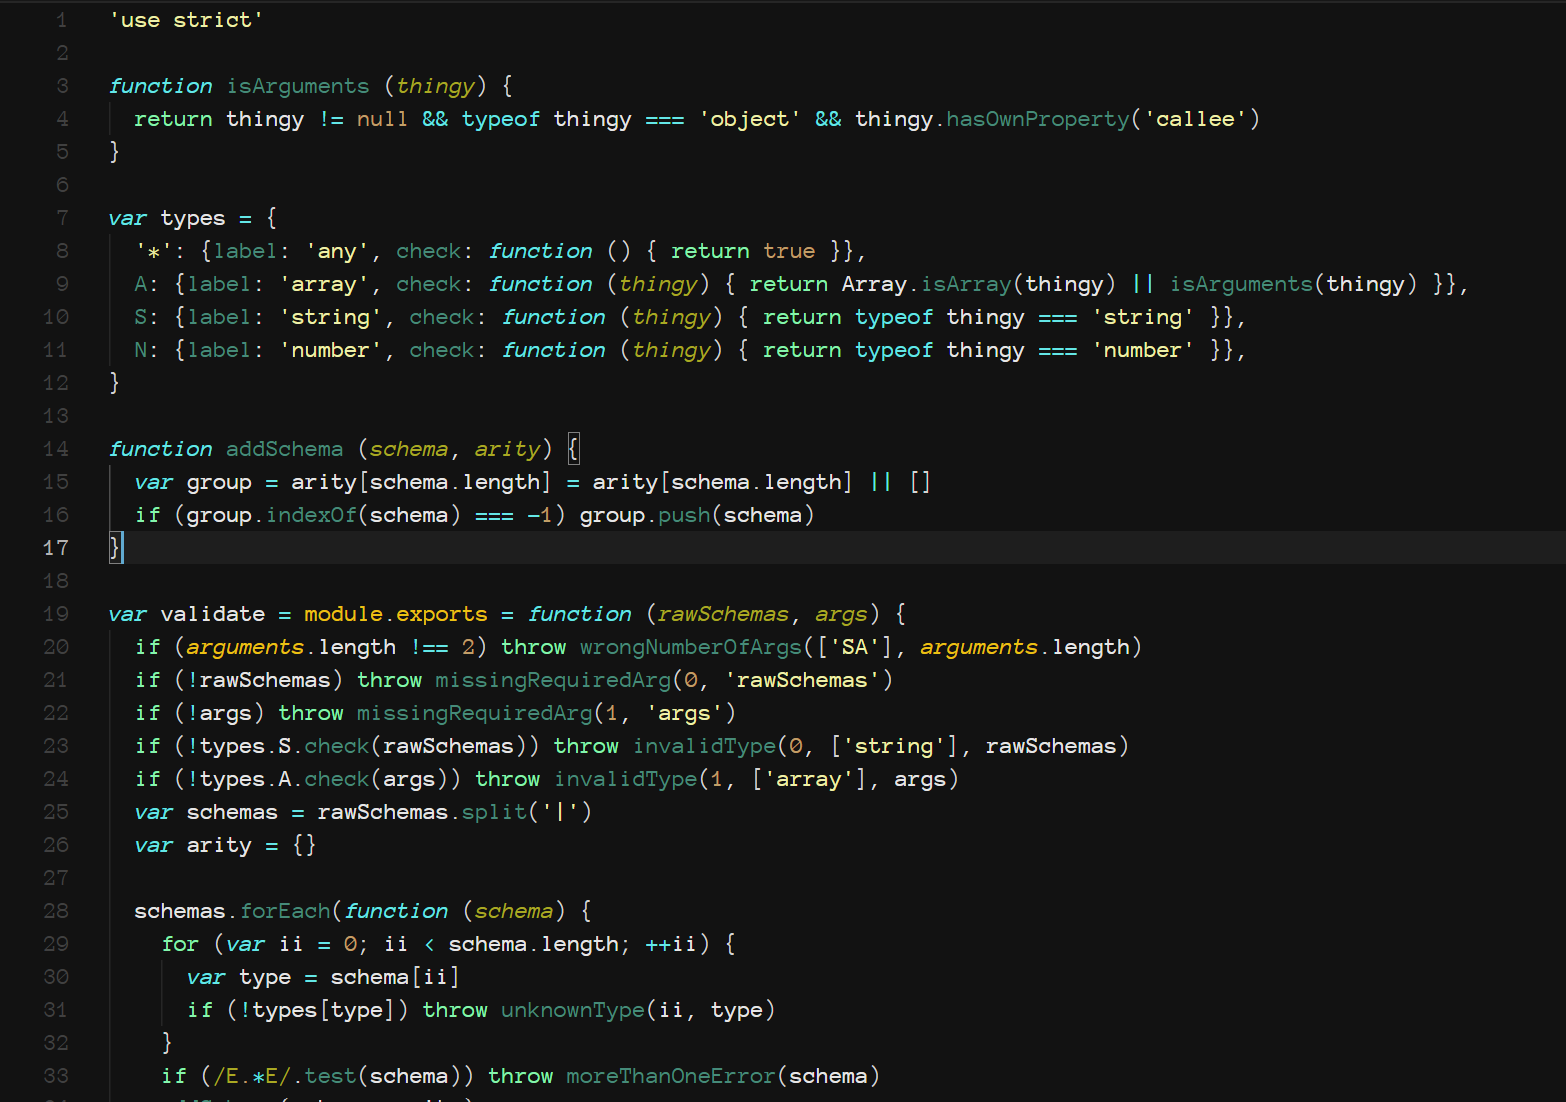 1 'use strict'
2
3 function isArguments (thingy) {
4   return thingy != null && typeof thingy === 'object' && thingy.hasOwnProperty('callee')
5 }
6
7 var types = {
8   '*': {label: 'any', check: function () { return true }},
9   A: {label: 'array', check: function (thingy) { return Array.isArray(thingy) || isArguments(thingy) }},
10   S: {label: 'string', check: function (thingy) { return typeof thingy === 'string' }},
11   N: {label: 'number', check: function (thingy) { return typeof thingy === 'number' }},
12 }
13
14 function addSchema (schema, arity) {
15   var group = arity[schema.length] = arity[schema.length] || []
16   if (group.indexOf(schema) === -1) group.push(schema)
17 }
18
19 var validate = module.exports = function (rawSchemas, args) {
20   if (arguments.length !== 2) throw wrongNumberOfArgs(['SA'], arguments.length)
21   if (!rawSchemas) throw missingRequiredArg(0, 'rawSchemas')
22   if (!args) throw missingRequiredArg(1, 'args')
23   if (!types.S.check(rawSchemas)) throw invalidType(0, ['string'], rawSchemas)
24   if (!types.A.check(args)) throw invalidType(1, ['array'], args)
25   var schemas = rawSchemas.split('|')
26   var arity = {}
27
28   schemas.forEach(function (schema) {
29     for (var ii = 0; ii < schema.length; ++ii) {
30       var type = schema[ii]
31       if (!types[type]) throw unknownType(ii, type)
32     }
33     if (/E.*E/.test(schema)) throw moreThanOneError(schema)